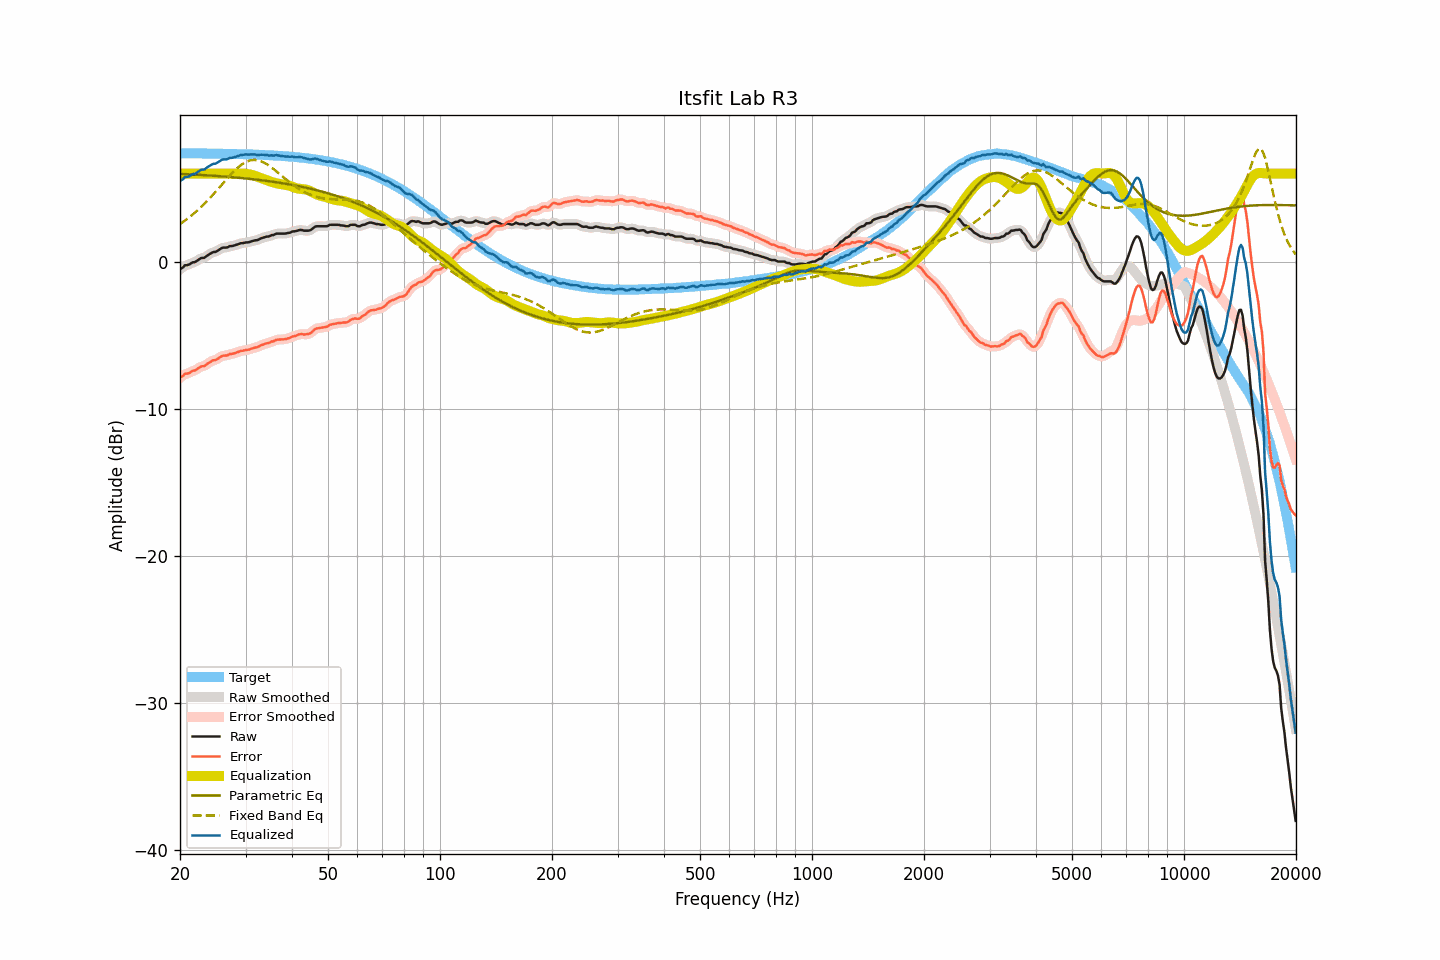 Itsfit Lab R3
Amplitude (dBr)
0
−10
−20
−30
−40
Target
Raw Smoothed
Error Smoothed
Raw
Error
Equalization
Parametric Eq
Fixed Band Eq
Equalized
20 50 100 200 500 1000 2000 5000 10000 20000
Frequency (Hz)